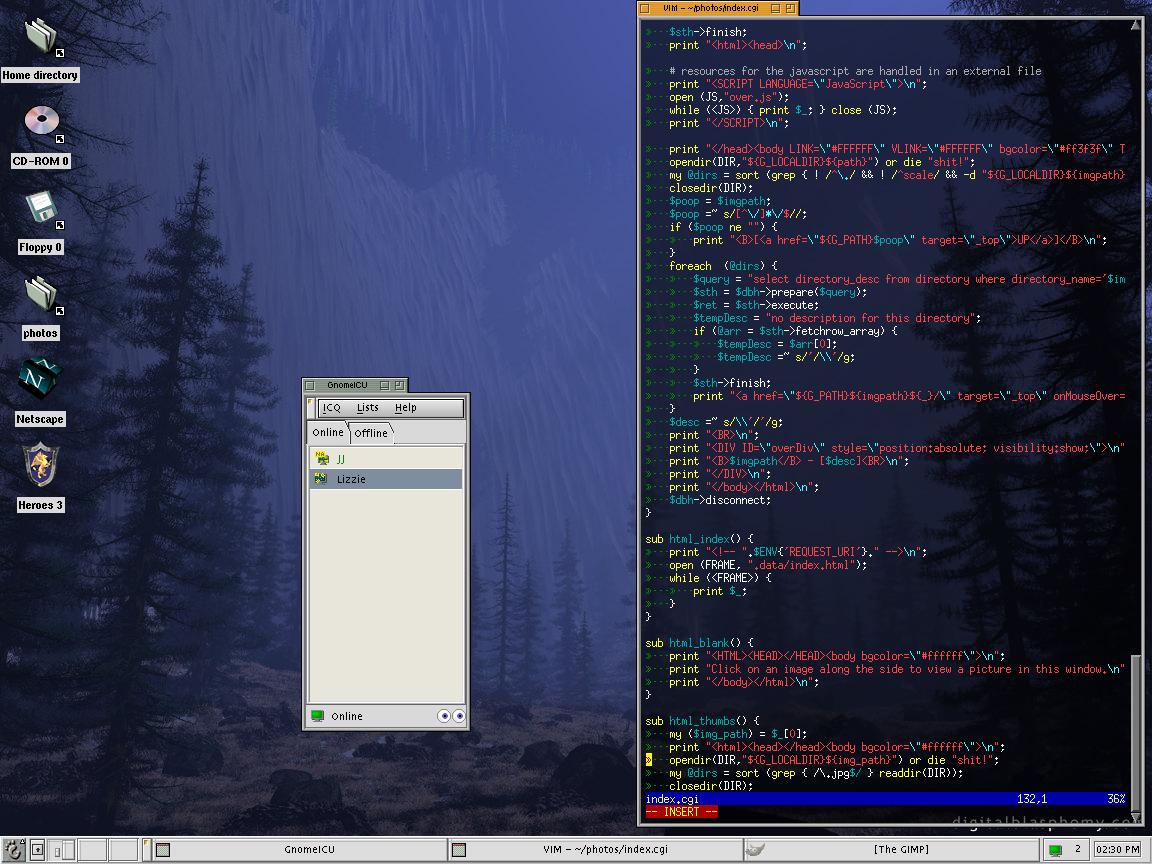 Home directory
CD-ROM 0
Floppy 0
photos
Netscape
Heroes 3
GnomeICU
ICQ Lists Help
Online Offline
JJ
Lizzie
Online
VIM - ~/photos/index.cgi
$sth->finish;
print "<html><head>\n";
# resources for the javascript are handled in an external file
print "<SCRIPT LANGUAGE=\"JavaScript\">\n";
open (JS,"over.js");
while (<JS>) { print $_; } close (JS);
print "</SCRIPT>\n";
print "</head><body LINK=\"#FFFFFF\" VLINK=\"#FFFFFF\" bgcolor=\"#ff3f3f\" T
opendir(DIR,"${G_LOCALDIR}${path}") or die "shit!";
my @dirs = sort (grep { ! /^\./ && ! /^scale/ && -d "${G_LOCALDIR}${imgpath}
closedir(DIR);
$poop = $imgpath;
$poop =~ s/[^\/]*\/$//;
if ($poop ne "") {
print "<B>[<a href=\"${G_PATH}$poop\" target=\"_top\">UP</a>]</B>\n";
}
foreach (@dirs) {
$query = "select directory_desc from directory where directory_name='$im
$sth = $dbh->prepare($query);
$ret = $sth->execute;
$tempDesc = "no description for this directory";
if (@arr = $sth->fetchrow_array) {
$tempDesc = $arr[0];
$tempDesc =~ s/'/\\'/g;
}
$sth->finish;
print "<a href=\"${G_PATH}${imgpath}${_}/\" target=\"_top\" onMouseOver=
}
$desc =~ s/\\'/'/g;
print "<BR>\n";
print "<DIV ID=\"overDiv\" style=\"position:absolute; visibility:show;\">\n"
print "<B>$imgpath</B> - [$desc]<BR>\n";
print "</DIV>\n";
print "</body></html>\n";
$dbh->disconnect;
}
sub html_index() {
print "<!-- ".$ENV{'REQUEST_URI'}." -->\n";
open (FRAME, ".data/index.html");
while (<FRAME>) {
print $_;
}
}
sub html_blank() {
print "<HTML><HEAD></HEAD><body bgcolor=\"#ffffff\">\n";
print "Click on an image along the side to view a picture in this window.\n"
print "</body></html>\n";
}
sub html_thumbs() {
my ($img_path) = $_[0];
print "<html><head></head><body bgcolor=\"#ffffff\">\n";
opendir(DIR,"${G_LOCALDIR}${img_path}") or die "shit!";
my @dirs = sort (grep { /\.jpg$/ } readdir(DIR));
closedir(DIR);
index.cgi 132,1 36%
-- INSERT --
digitalblasphemy.com
GnomeICU
VIM - ~/photos/index.cgi
[The GIMP]
2
02:30 PM